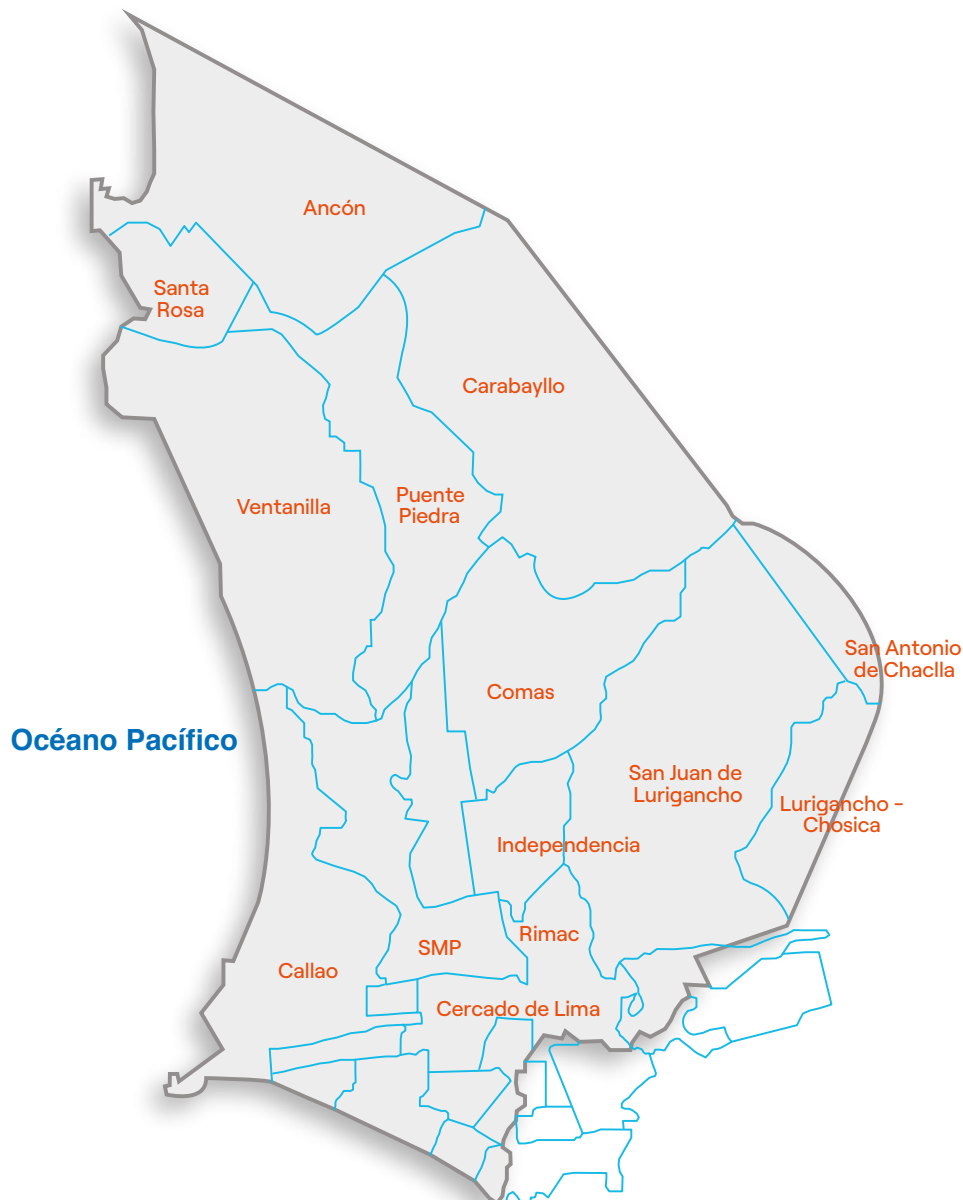 Ancón
Santa
Rosa
Carabayllo
Ventanilla
Puente
Piedra
San Antonio
de Chaclla
Comas
Océano Pacífico
San Juan de
Lurigancho
Lurigancho -
Chosica
Independencia
Rimac
SMP
Callao
Cercado de Lima